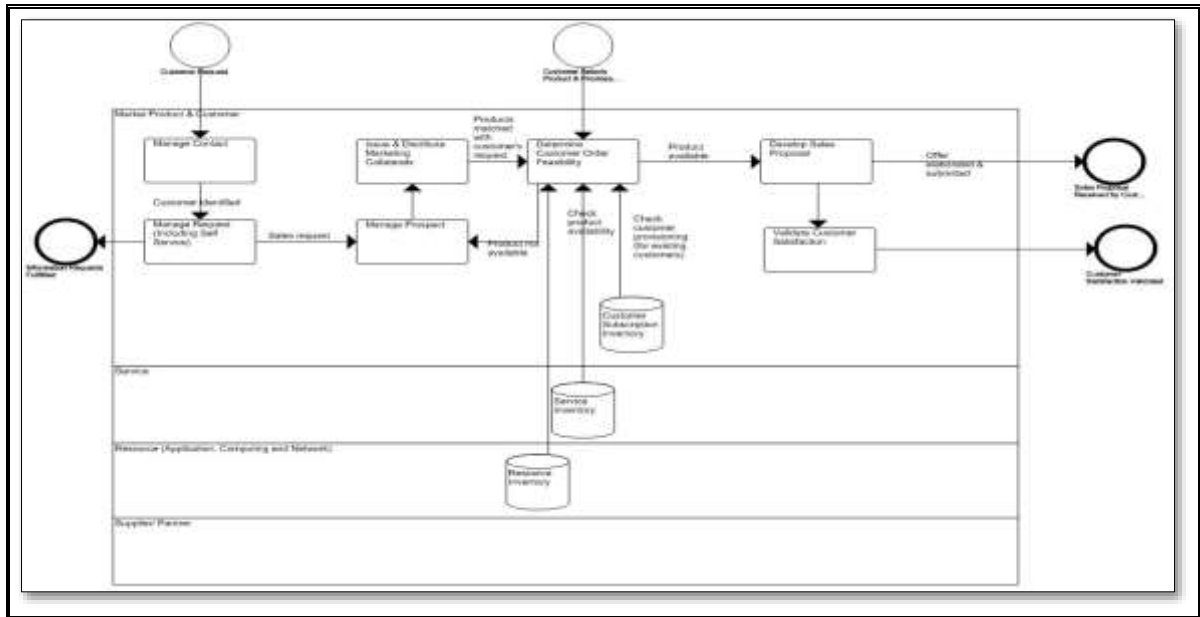 Customer Request
Customer Selects
Product & Promises...
Market Product & Customer
Manage Contact
Issue & Distribute
Marketing
Collaterals
Products
matched
with
customer's
request
Determine
Customer Order
Feasibility
Product
available
Develop Sales
Proposal
Offer
elaborated &
submitted
Sales Proposal
Received by Cust...
Customer identified
Manage Request
(Including Self
Service)
Sales request
Manage Prospect
Product not
available
Check
product
availability
Check
customer
provisioning
(for existing
customers)
Validate Customer
Satisfaction
Information Requests
Fulfilled
Customer
Satisfaction Validated
Customer
Subscription
Inventory
Service
Service
Inventory
Resource (Application, Computing and Network)
Resource
Inventory
Supplier/ Partner